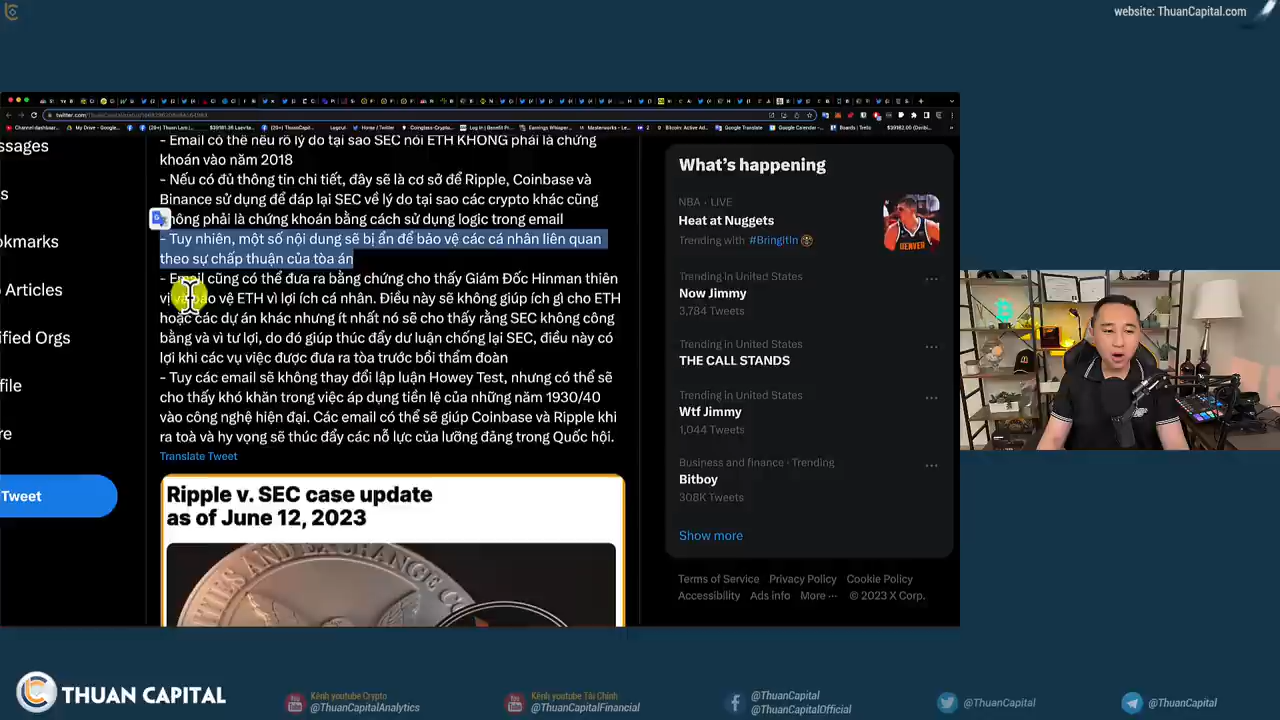 website: ThuanCapital.com
ssages
s
okmarks
Articles
ified Orgs
file
re
Tweet
- Email có thể nêu rõ lý do tại sao SEC nói ETH KHÔNG phải là chứng
khoán vào năm 2018
- Nếu có đủ thông tin chi tiết, đây sẽ là cơ sở để Ripple, Coinbase và
Binance sử dụng để đáp lại SEC về lý do tại sao các crypto khác cũng
không phải là chứng khoán bằng cách sử dụng logic trong email
- Tuy nhiên, một số nội dung sẽ bị ẩn để bảo vệ các cá nhân liên quan
theo sự chấp thuận của tòa án
- Email cũng có thể đưa ra bằng chứng cho thấy Giám Đốc Hinman thiên
vị và bảo vệ ETH vì lợi ích cá nhân. Điều này sẽ không giúp ích gì cho ETH
hoặc các dự án khác nhưng ít nhất nó sẽ cho thấy rằng SEC không công
bằng và vì tư lợi, do đó giúp thúc đẩy dư luận chống lại SEC, điều này có
lợi khi các vụ việc được đưa ra tòa trước bồi thẩm đoàn
- Tuy các email sẽ không thay đổi lập luận Howey Test, nhưng có thể sẽ
cho thấy khó khăn trong việc áp dụng tiền lệ của những năm 1930/40
vào công nghệ hiện đại. Các email có thể sẽ giúp Coinbase và Ripple khi
ra toà và hy vọng sẽ thúc đẩy các nỗ lực của lưỡng đảng trong Quốc hội.
Translate Tweet
Ripple v. SEC case update
as of June 12, 2023
What's happening
NBA · LIVE
Heat at Nuggets
Trending with #BringItIn
DENVER
Trending in United States
Now Jimmy
3,784 Tweets
Trending in United States
THE CALL STANDS
Trending in United States
Wtf Jimmy
1,044 Tweets
Business and finance · Trending
Bitboy
308K Tweets
Show more
Terms of Service Privacy Policy Cookie Policy
Accessibility Ads info More ··· © 2023 X Corp.
THUAN CAPITAL
Kênh youtube Crypto
@ThuanCapitalAnalytics
Kênh youtube Tài Chính
@ThuanCapitalFinancial
@ThuanCapital
@ThuanCapitalOfficial
@ThuanCapital
@ThuanCapital